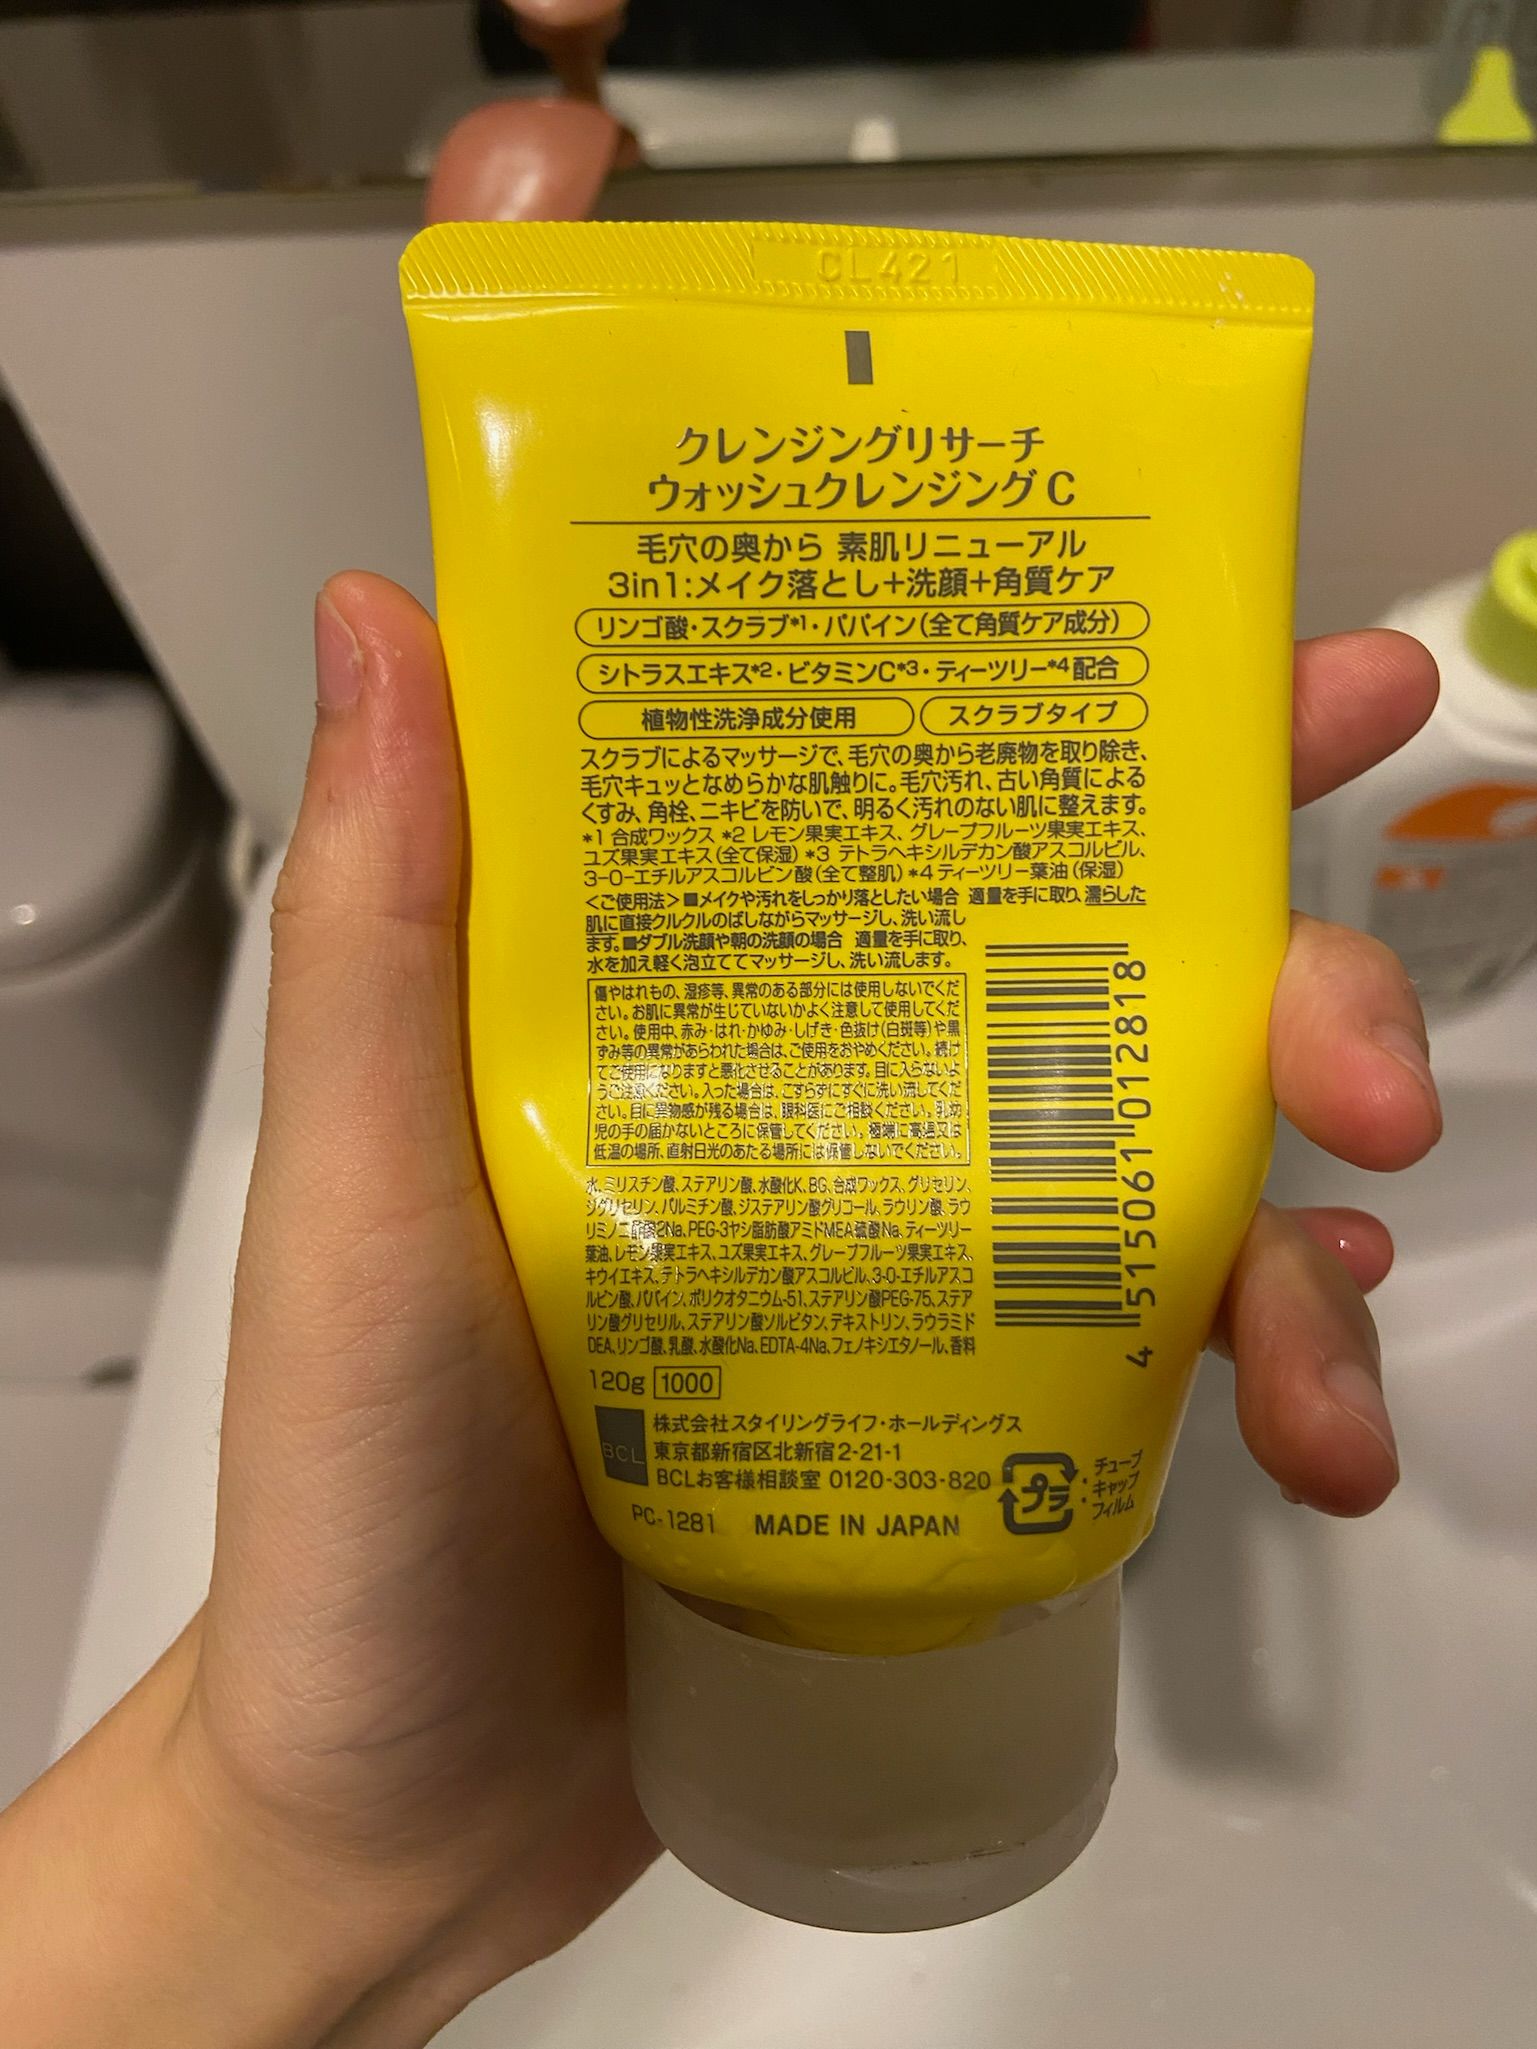 CL421
クレンジングリサーチ
ウォッシュクレンジング C
毛穴の奥から 素肌リニューアル
3in1:メイク落とし+洗顔+角質ケア
リンゴ酸・スクラブ*1・パパイン(全て角質ケア成分)
シトラスエキス*2・ビタミンC*3・ティーツリー*4配合
植物性洗浄成分使用
スクラブタイプ
スクラブによるマッサージで、毛穴の奥から老廃物を取り除き、
毛穴キュッとなめらかな肌触りに。毛穴汚れ、古い角質による
くすみ、角栓、ニキビを防いで、明るく汚れのない肌に整えます。
*1 合成ワックス *2 レモン果実エキス、グレープフルーツ果実エキス、
ユズ果実エキス(全て保湿) *3 テトラヘキシルデカン酸アスコルビル、
3-O-エチルアスコルビン酸(全て整肌) *4 ティーツリー葉油(保湿)
<ご使用法>■メイクや汚れをしっかり落としたい場合 適量を手に取り、濡らした
肌に直接クルクルのばしながらマッサージし、洗い流し
ます。■ダブル洗顔や朝の洗顔の場合 適量を手に取り、
水を加え軽く泡立ててマッサージし、洗い流します。
傷やはれもの、湿疹等、異常のある部分には使用しないでくだ
さい。お肌に異常が生じていないかよく注意して使用してくだ
さい。使用中、赤み・はれ・かゆみ・しげき・色抜け(白斑等)や黒
ずみ等の異常があらわれた場合は、ご使用をおやめください。続け
てご使用になりますと悪化させることがあります。目に入らないよ
うご注意ください。入った場合は、こすらずにすぐに洗い流してくだ
さい。目に異物感が残る場合は、眼科医にご相談ください。乳幼
児の手の届かないところに保管してください。極端に高温又は
低温の場所、直射日光のあたる場所には保管しないでください。
水、ミリスチン酸、ステアリン酸、水酸化K、BG、合成ワックス、グリセリン、
ジグリセリン、パルミチン酸、ジステアリン酸グリコール、ラウリン酸、ラウ
リミノ二酢酸2Na、PEG-3ヤシ脂肪酸アミドMEA硫酸Na、ティーツリー
葉油、レモン果実エキス、ユズ果実エキス、グレープフルーツ果実エキス、
キウイエキス、テトラヘキシルデカン酸アスコルビル、3-O-エチルアスコ
ルビン酸、パパイン、ポリクオタニウム-51、ステアリン酸PEG-75、ステア
リン酸グリセリル、ステアリン酸ソルビタン、デキストリン、ラウラミド
DEA、リンゴ酸、乳酸、水酸化Na、EDTA-4Na、フェノキシエタノール、香料
4 515061 012818
120g 1000
BCL
株式会社スタイリングライフ・ホールディングス
東京都新宿区北新宿2-21-1
BCLお客様相談室 0120-303-820
プラ
・チューブ
・キャップ
・フィルム
PC-1281 MADE IN JAPAN